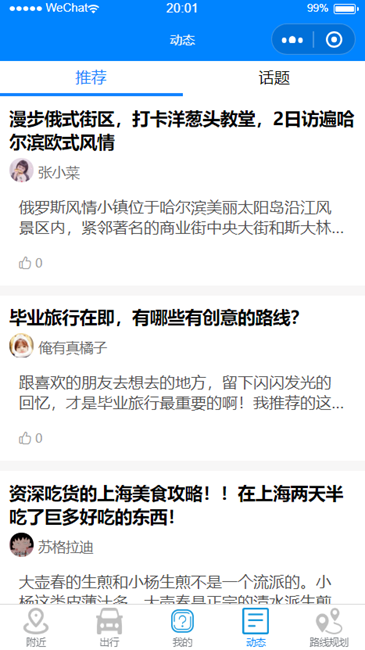 WeChat 20:01 99%
动态
推荐 话题
漫步俄式街区，打卡洋葱头教堂，2日访遍哈
尔滨欧式风情
张小菜
俄罗斯风情小镇位于哈尔滨美丽太阳岛沿江风
景区内，紧邻著名的商业街中央大街和斯大林...
0
毕业旅行在即，有哪些有创意的路线？
俺有真橘子
跟喜欢的朋友去想去的地方，留下闪闪发光的
回忆，才是毕业旅行最重要的啊！我推荐的这...
0
资深吃货的上海美食攻略！！在上海两天半
吃了巨多好吃的东西！
苏格拉迪
大壶春的生煎和小杨生煎不是一个流派的。小
杨这类皮薄汁多，大壶春是正宗的清水派生煎
附近 出行 我的 动态 路线规划